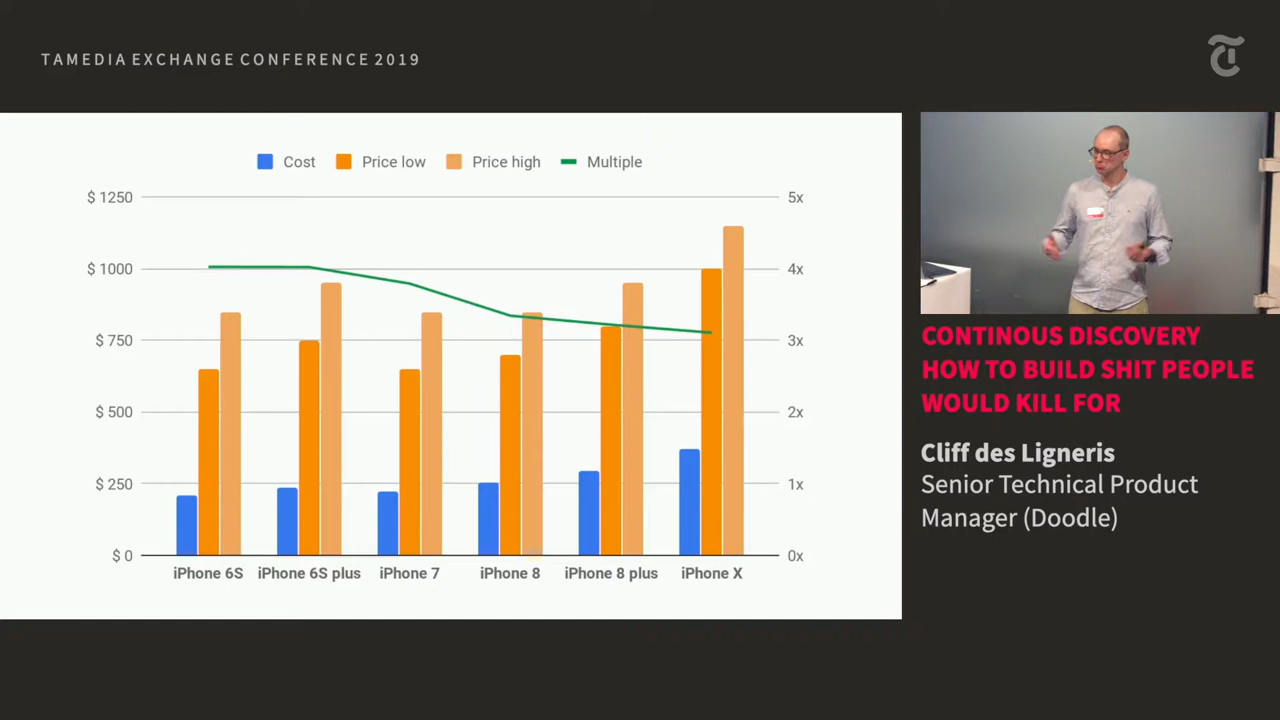 TAMEDIA EXCHANGE CONFERENCE 2019
Cost Price low Price high Multiple
$ 1250 5x
$ 1000 4x
$ 750 3x
$ 500 2x
$ 250 1x
$ 0 0x
iPhone 6S iPhone 6S plus iPhone 7 iPhone 8 iPhone 8 plus iPhone X
CONTINOUS DISCOVERY
HOW TO BUILD SHIT PEOPLE
WOULD KILL FOR
Cliff des Ligneris
Senior Technical Product
Manager (Doodle)